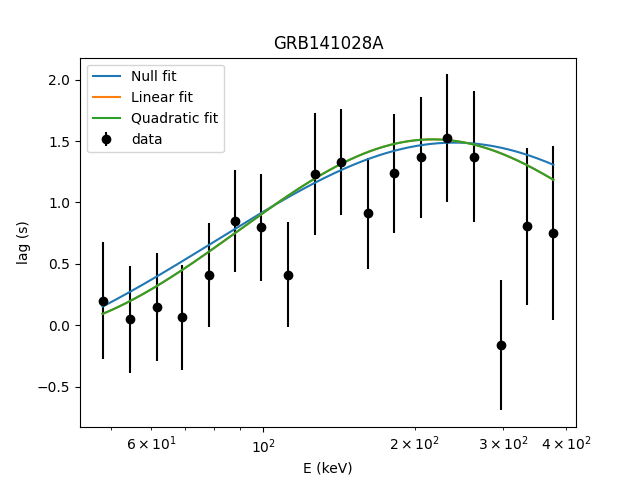 GRB141028A
Null fit
Linear fit
Quadratic fit
data
lag (s)
2.0
1.5
1.0
0.5
0.0
−0.5
6 × 10¹
10²
2 × 10²
3 × 10²
4 × 10²
E (keV)